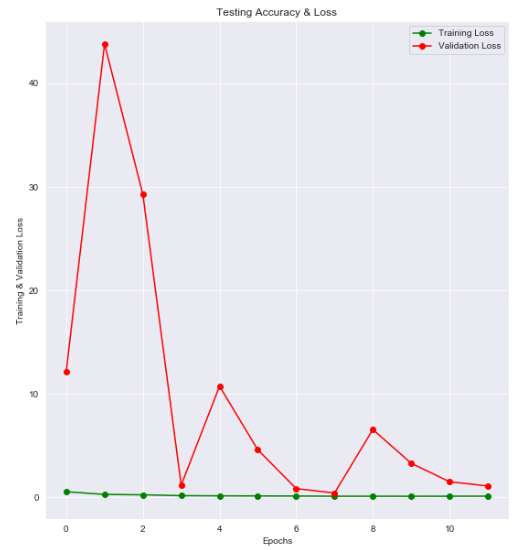 Testing Accuracy & Loss
Training Loss
Validation Loss
Training & Validation Loss
40
30
20
10
0
0 2 4 6 8 10
Epochs